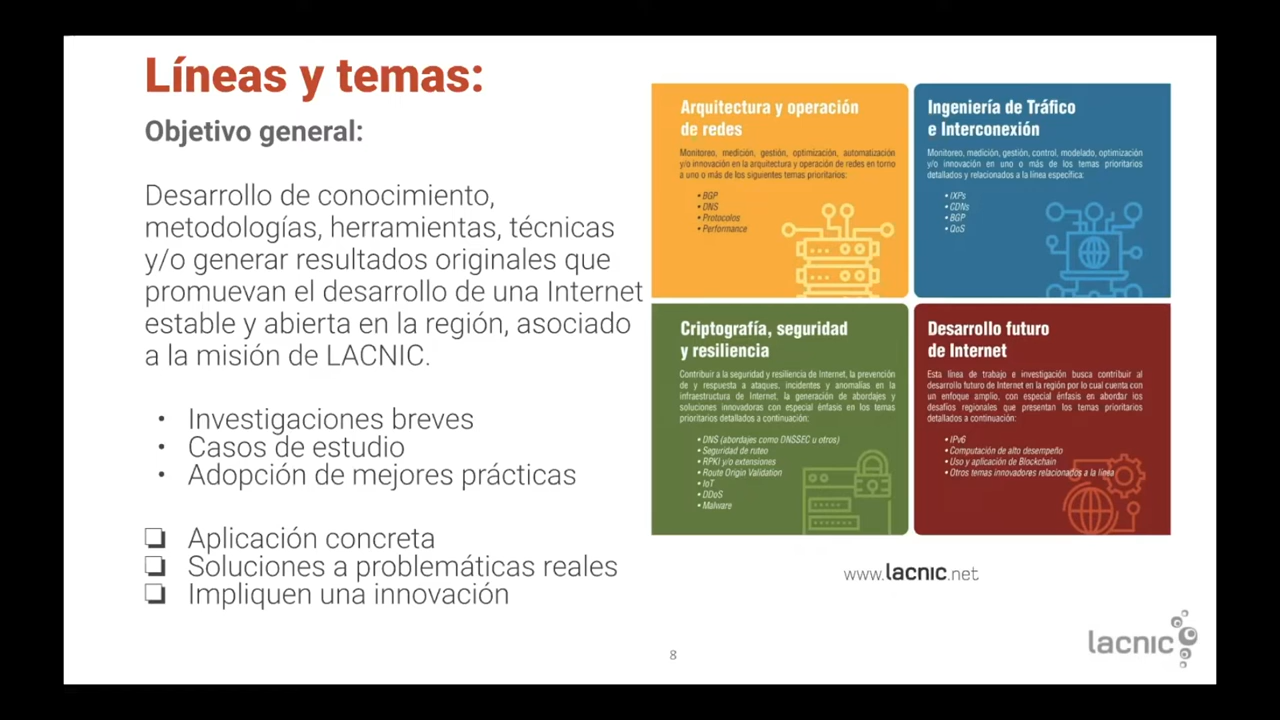 Líneas y temas:
Objetivo general:
Desarrollo de conocimiento,
metodologías, herramientas, técnicas
y/o generar resultados originales que
promuevan el desarrollo de una Internet
estable y abierta en la región, asociado
a la misión de LACNIC.
• Investigaciones breves
• Casos de estudio
• Adopción de mejores prácticas
❏ Aplicación concreta
❏ Soluciones a problemáticas reales
❏ Impliquen una innovación
Arquitectura y operación
de redes
Monitoreo, medición, gestión, optimización, automatización
y/o innovación en la arquitectura y operación de redes en torno
a uno o más de los siguientes temas prioritarios:
• BGP
• DNS
• Protocolos
• Performance
Ingeniería de Tráfico
e Interconexión
Monitoreo, medición, gestión, control, modelado, optimización
y/o innovación en uno o más de los temas prioritarios
detallados y relacionados a la línea específica:
• IXPs
• CDNs
• BGP
• QoS
Criptografía, seguridad
y resiliencia
Contribuir a la seguridad y resiliencia de Internet, la prevención
de y respuesta a ataques, incidentes y anomalías en la
infraestructura de Internet, la generación de abordajes y
soluciones innovadoras con especial énfasis en los temas
prioritarios detallados a continuación:
• DNS (abordajes como DNSSEC u otros)
• Seguridad de ruteo
• RPKI y/o extensiones
• Route Origin Validation
• IoT
• DDoS
• Malware
Desarrollo futuro
de Internet
Esta línea de trabajo e investigación busca contribuir al
desarrollo futuro de Internet en la región por lo cual cuenta con
un enfoque amplio, con especial énfasis en abordar los
desafíos regionales que presentan los temas prioritarios
detallados a continuación:
• IPv6
• Computación de alto desempeño
• Uso y aplicación de Blockchain
• Otros temas innovadores relacionados a la línea
www.lacnic.net
8
lacnic